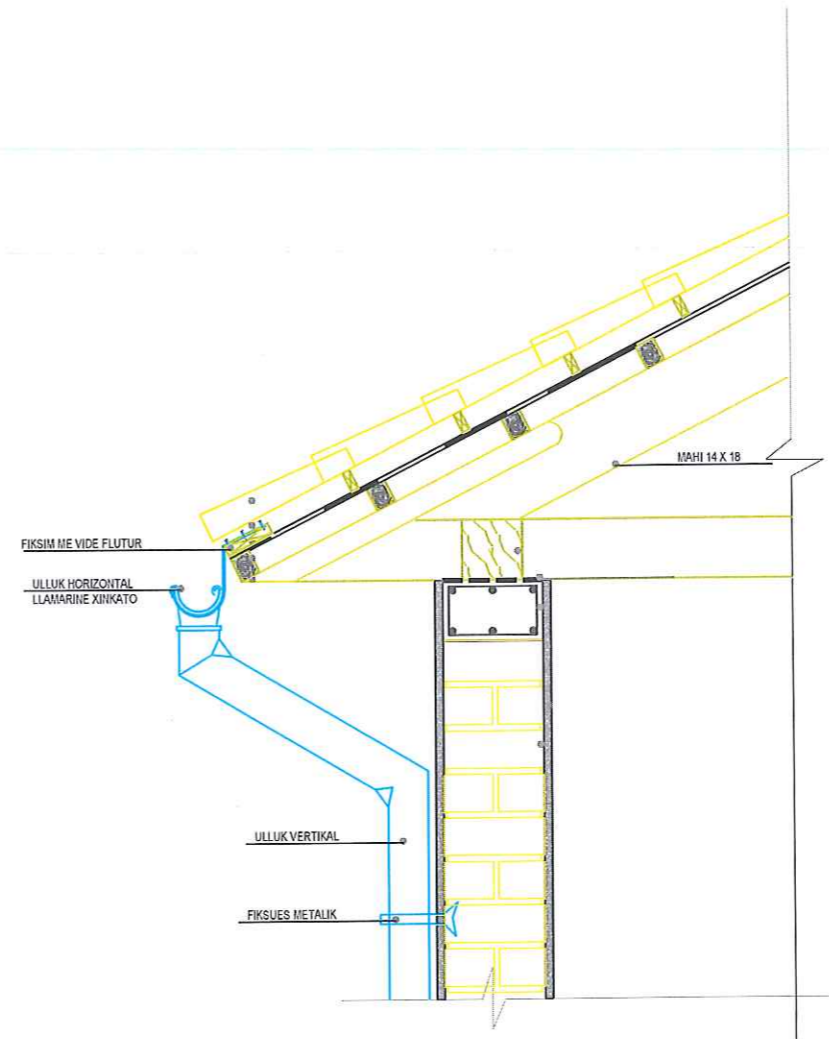 MAHI 14 X 18
FIKSIM ME VIDE FLUTUR
ULLUK HORIZONTAL
LLAMARINE XINKATO
ULLUK VERTIKAL
FIKSUES METALIK